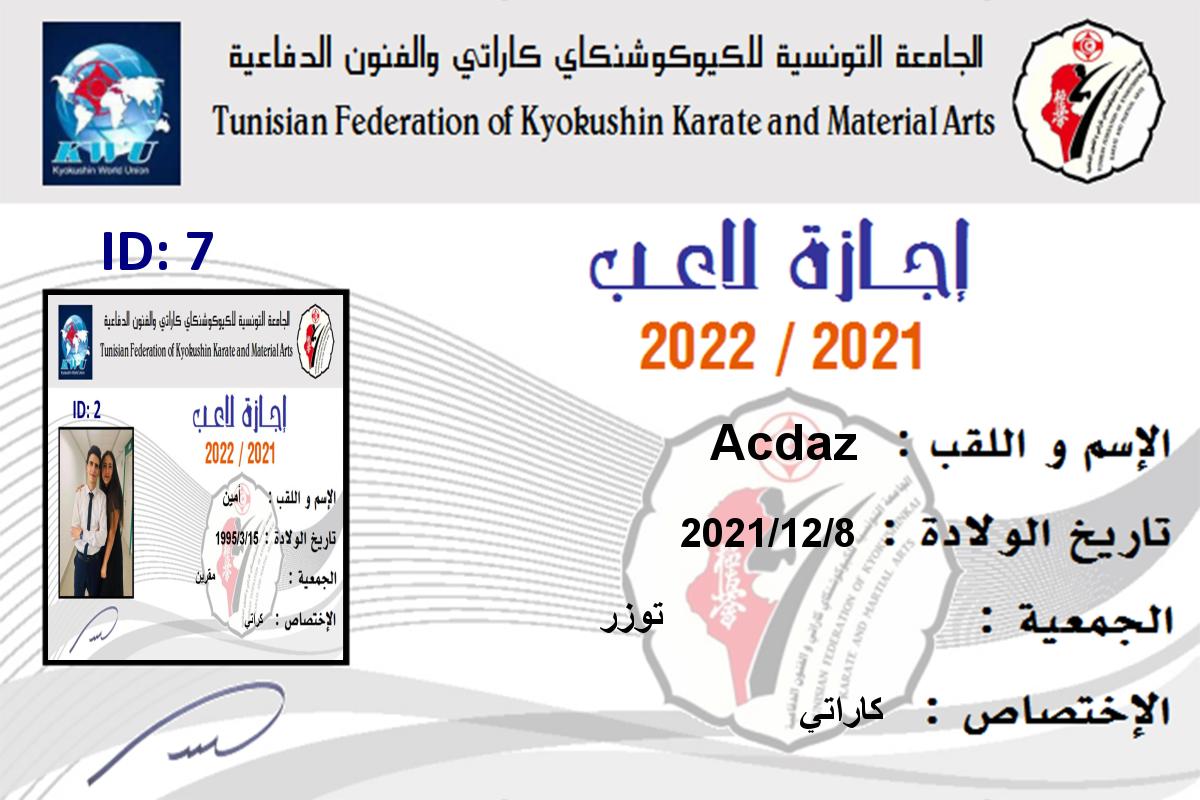 الجامعة التونسية للكيوكوشنكاي كاراتي والفنون الدفاعية
Tunisian Federation of Kyokushin Karate and Material Arts
KWU
Kyokushin World Union
ID: 7
اجازة لاعب
2022 / 2021
الإسم و اللقب : Acdaz
تاريخ الولادة : 2021/12/8
الجمعية : توزر
الإختصاص : كاراتي
TUNISIAN FEDERATION OF KYOKUSHINKAI
KARATE AND MARTIAL ARTS
الجامعة التونسية للكيوكوشنكاي كاراتي والفنون الدفاعية
Tunisian Federation of Kyokushin Karate and Material Arts
KWU
ID: 2
اجازة لاعب
2022 / 2021
الإسم و اللقب : أمين
تاريخ الولادة : 1995/3/15
الجمعية : مقرين
الإختصاص : كراتي